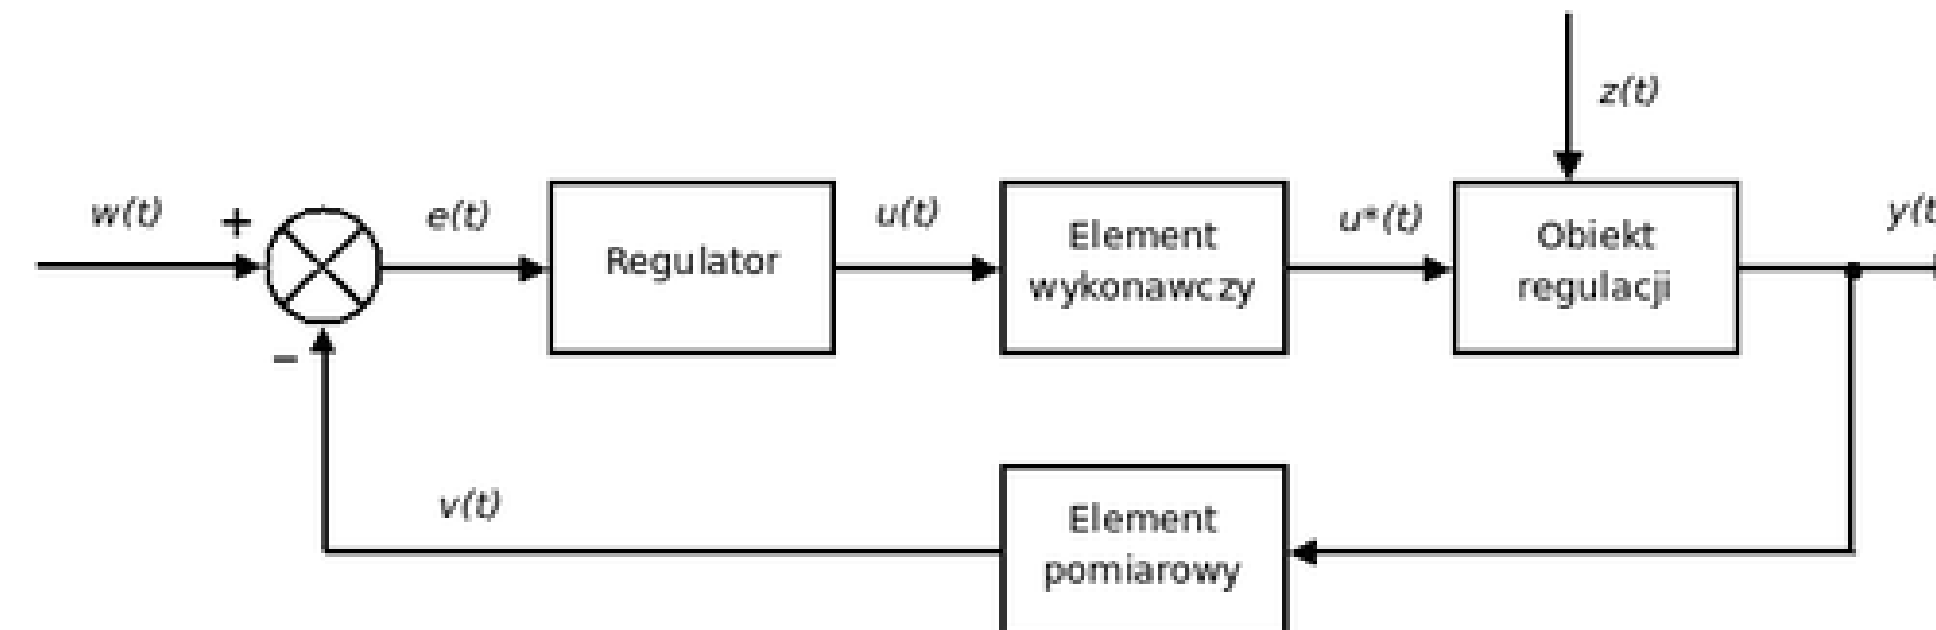 z(t)
w(t)
+
e(t)
Regulator
u(t)
Element
wykonawczy
u*(t)
Obiekt
regulacji
y(t
–
v(t)
Element
pomiarowy